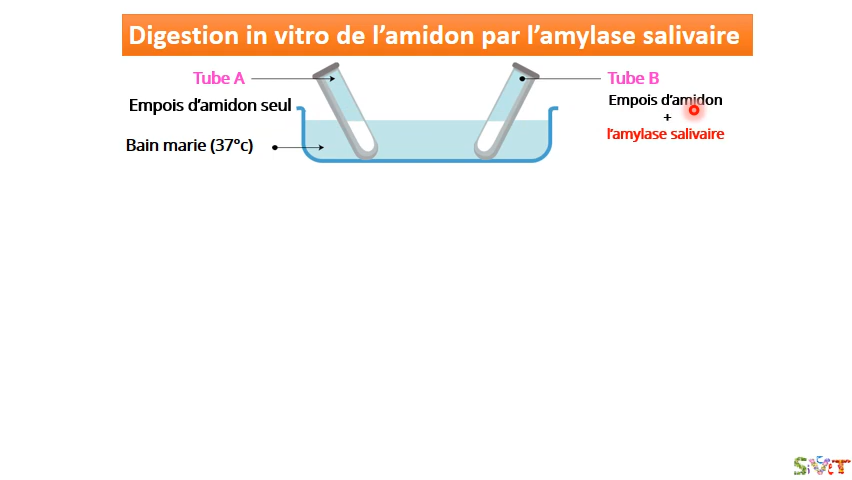 Digestion in vitro de l'amidon par l'amylase salivaire
Tube A
Empois d'amidon seul
Bain marie (37°c)
Tube B
Empois d'amidon
+
l'amylase salivaire
SiVeT